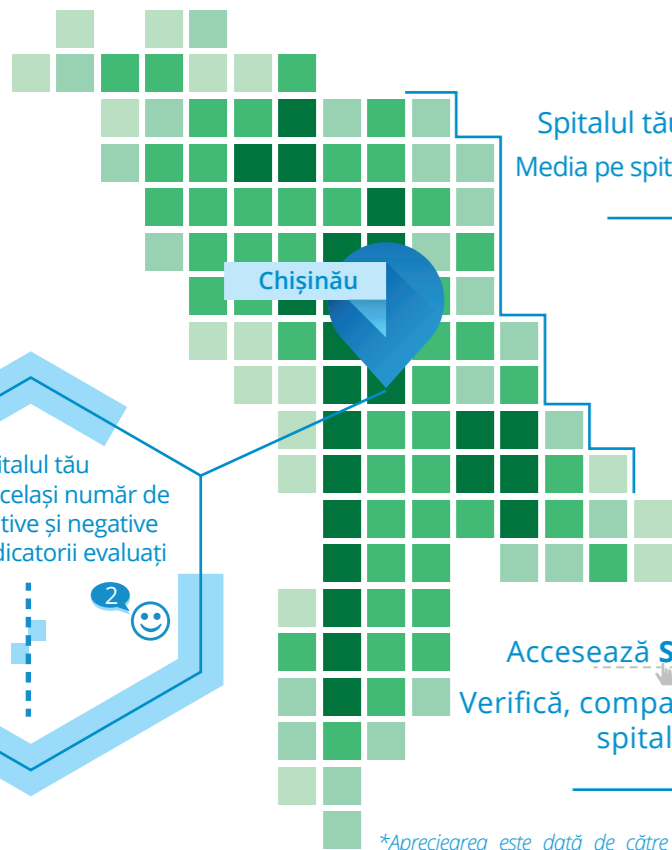 Spitalul tău
Media pe spit
Chișinău
italul tău
celași număr de
tive și negative
dicatorii evaluați
2
Accesează S
Verifică, compa
spital
*Aprecierea este dată de către